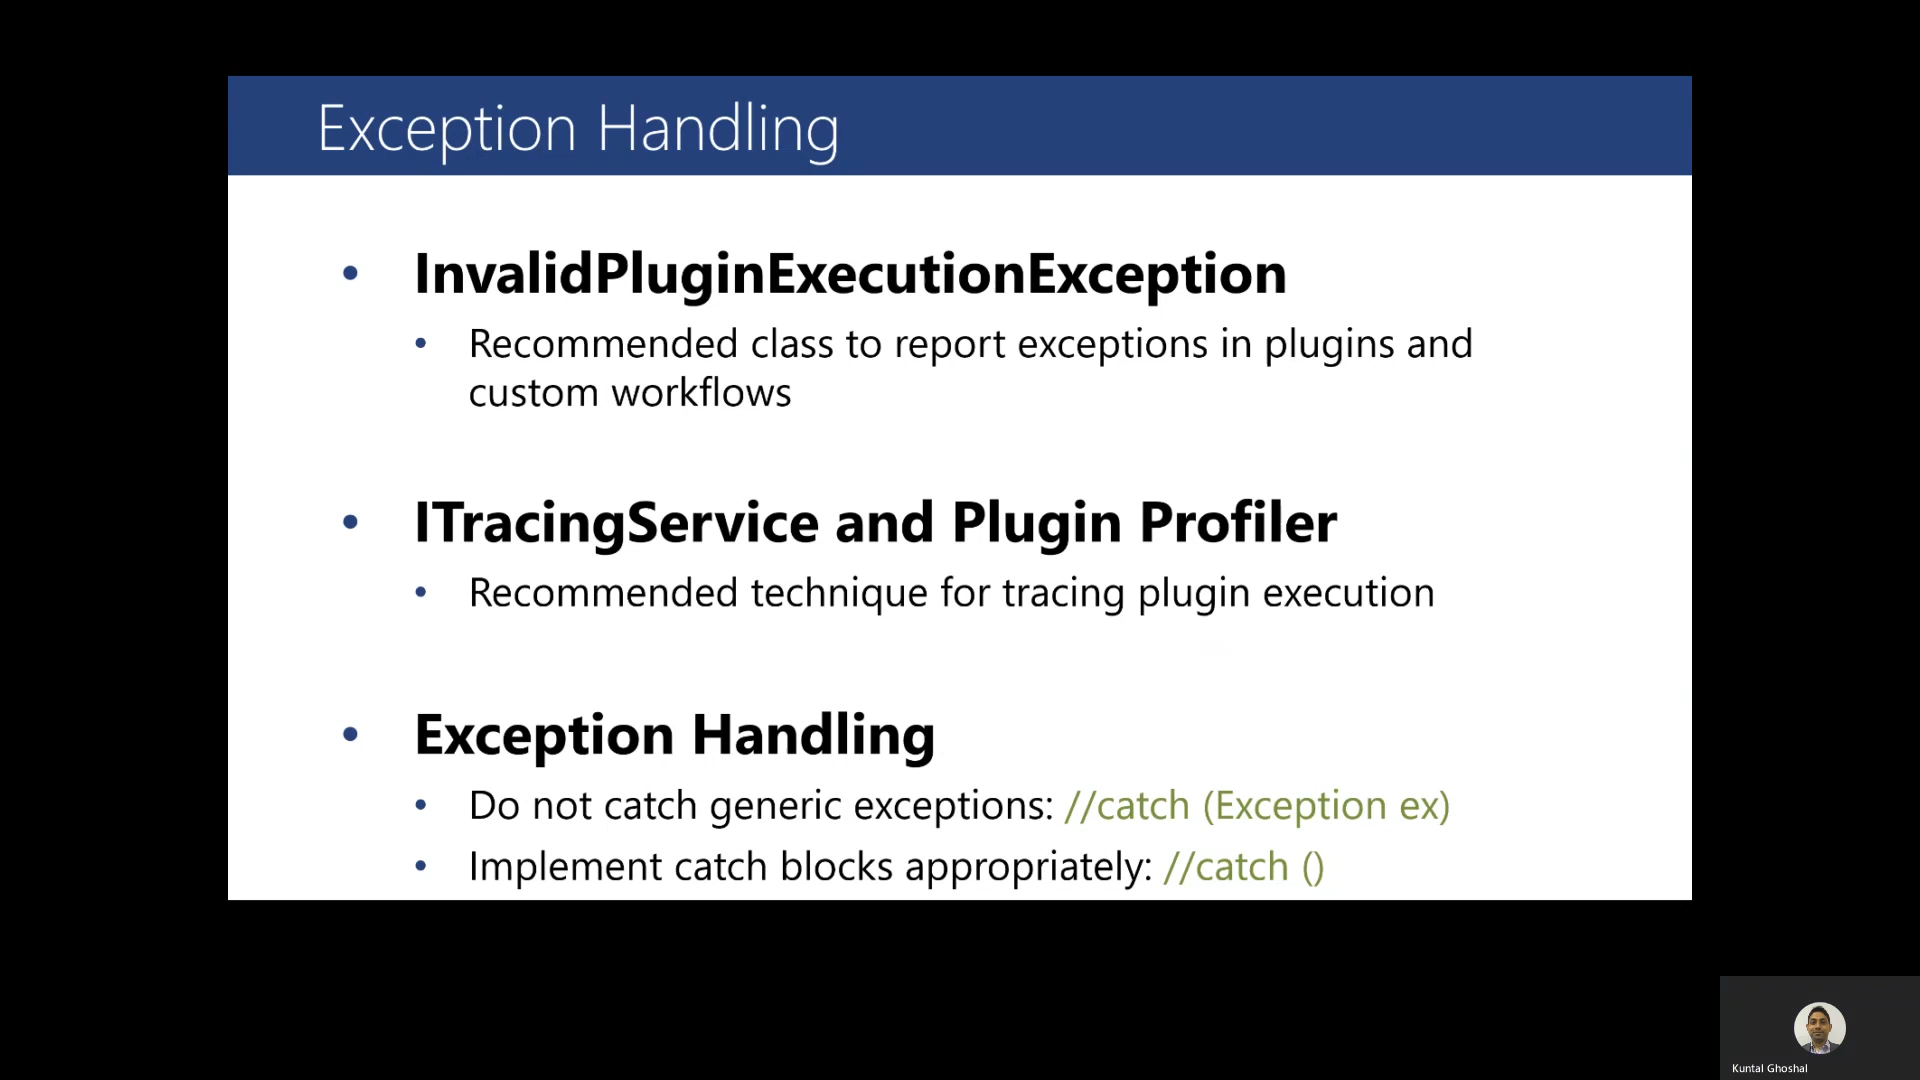 Exception Handling
• InvalidPluginExecutionException
• Recommended class to report exceptions in plugins and
custom workflows
• ITracingService and Plugin Profiler
• Recommended technique for tracing plugin execution
• Exception Handling
• Do not catch generic exceptions: //catch (Exception ex)
• Implement catch blocks appropriately: //catch ()
Kuntal Ghoshal